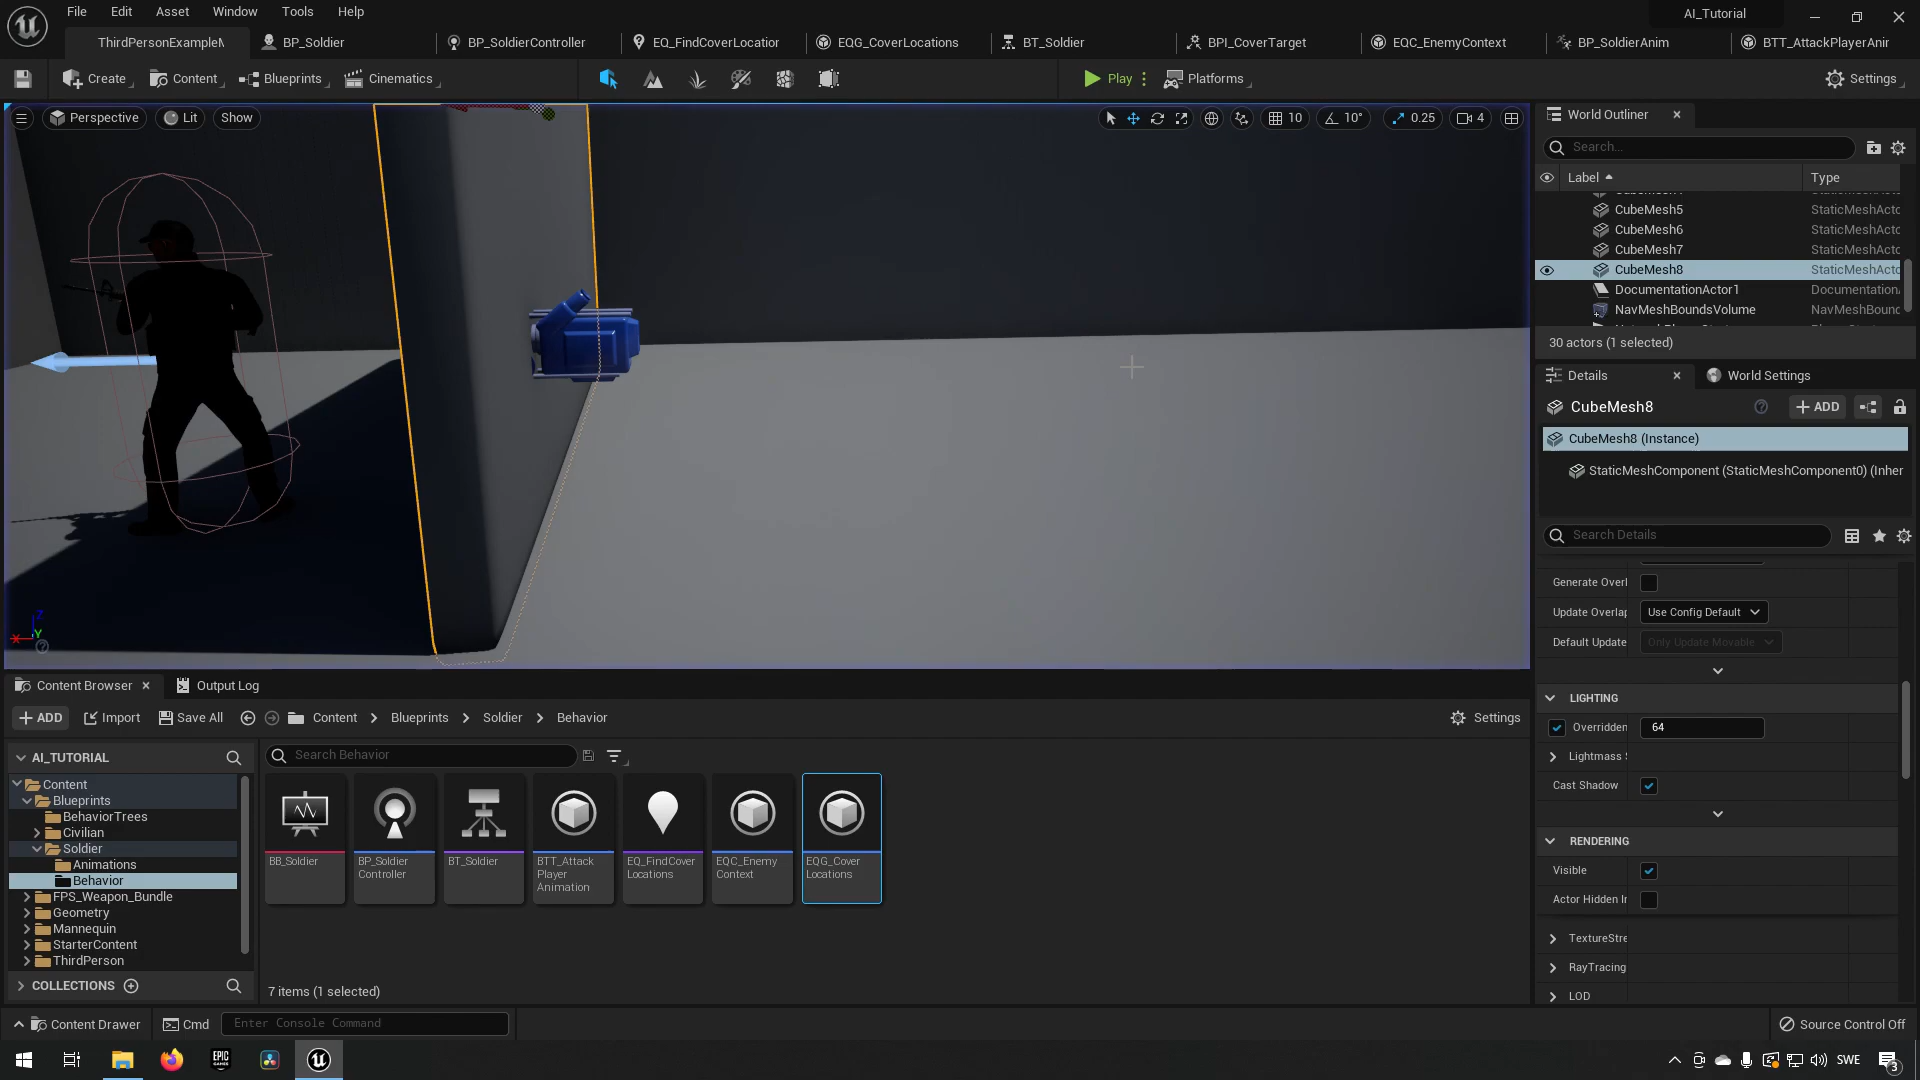 File Edit Asset Window Tools Help
AI_Tutorial
ThirdPersonExampleM
BP_Soldier
BP_SoldierController
EQ_FindCoverLocation
EQG_CoverLocations
BT_Soldier
BPI_CoverTarget
EQC_EnemyContext
BP_SoldierAnim
BTT_AttackPlayerAnir
Create
Content
Blueprints
Cinematics
Play
Platforms
Settings
Perspective
Lit
Show
10
10°
0.25
4
World Outliner
Search...
Label
Type
CubeMesh5 StaticMeshActo
CubeMesh6 StaticMeshActo
CubeMesh7 StaticMeshActo
CubeMesh8 StaticMeshActo
DocumentationActor1 Documentation
NavMeshBoundsVolume NavMeshBound
30 actors (1 selected)
Details
World Settings
CubeMesh8
ADD
CubeMesh8 (Instance)
StaticMeshComponent (StaticMeshComponent0) (Inher
Search Details
Generate Overl
Update Overlap
Use Config Default
Default Update
Only Update Movable
LIGHTING
Overridden
64
Lightmass S
Cast Shadow
RENDERING
Visible
Actor Hidden In
TextureStre
RayTracing
LOD
Z
X
Y
Content Browser
Output Log
ADD
Import
Save All
Content
Blueprints
Soldier
Behavior
Settings
AI_TUTORIAL
Search Behavior
Content
Blueprints
BehaviorTrees
Civilian
Soldier
Animations
Behavior
FPS_Weapon_Bundle
Geometry
Mannequin
StarterContent
ThirdPerson
COLLECTIONS
BB_Soldier
BP_Soldier
Controller
BT_Soldier
BTT_Attack
Player
Animation
EQ_FindCover
Locations
EQC_Enemy
Context
EQG_Cover
Locations
7 items (1 selected)
Content Drawer
Cmd
Enter Console Command
Source Control Off
EPIC
GAMES
SWE
3